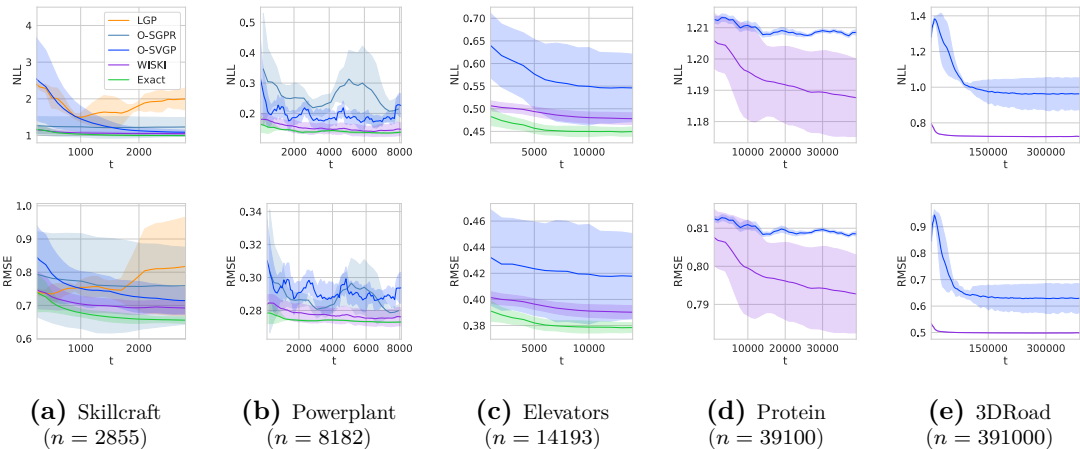 4
3
2
1
NLL
1000
2000
t
LGP
O-SGPR
O-SVGP
WISKI
Exact
0.5
0.4
0.3
0.2
NLL
2000
4000
6000
8000
t
0.70
0.65
0.60
0.55
0.50
0.45
NLL
5000
10000
t
1.21
1.20
1.19
1.18
NLL
10000
20000
30000
t
1.4
1.2
1.0
0.8
NLL
150000
300000
t
1.0
0.9
0.8
0.7
0.6
RMSE
1000
2000
t
0.34
0.32
0.30
0.28
RMSE
2000
4000
6000
8000
t
0.46
0.44
0.42
0.40
0.38
RMSE
5000
10000
t
0.81
0.80
0.79
RMSE
10000
20000
30000
t
0.9
0.8
0.7
0.6
0.5
RMSE
150000
300000
t
(a) Skillcraft
(n = 2855)
(b) Powerplant
(n = 8182)
(c) Elevators
(n = 14193)
(d) Protein
(n = 39100)
(e) 3DRoad
(n = 391000)